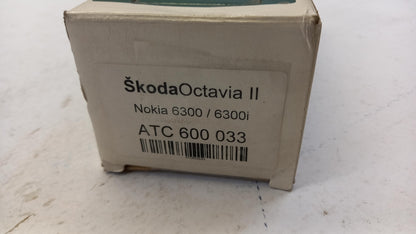 ŠkodaOctavia II
Nokia 6300 / 6300i
ATC 600 033